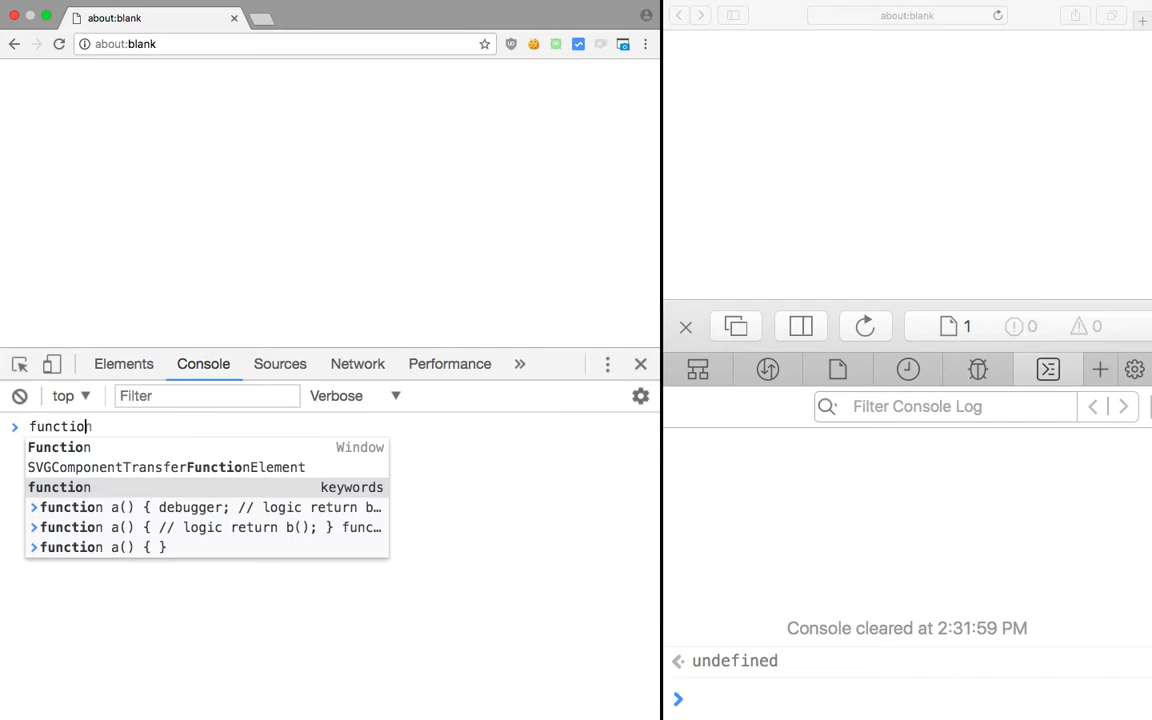 about:blank
about:blank
Elements Console Sources Network Performance
top Filter Verbose
function
Function Window
SVGComponentTransferFunctionElement
function keywords
function a() { debugger; // logic return b…
function a() { // logic return b(); } func…
function a() { }
about:blank
1 0 0
Filter Console Log
Console cleared at 2:31:59 PM
undefined